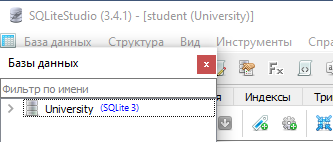 SQLiteStudio (3.4.1) - [student (University)]
База данных Структура Вид Инструменты Спра
Базы данных x
Фильтр по имени
University (SQLite 3)
Индексы Три